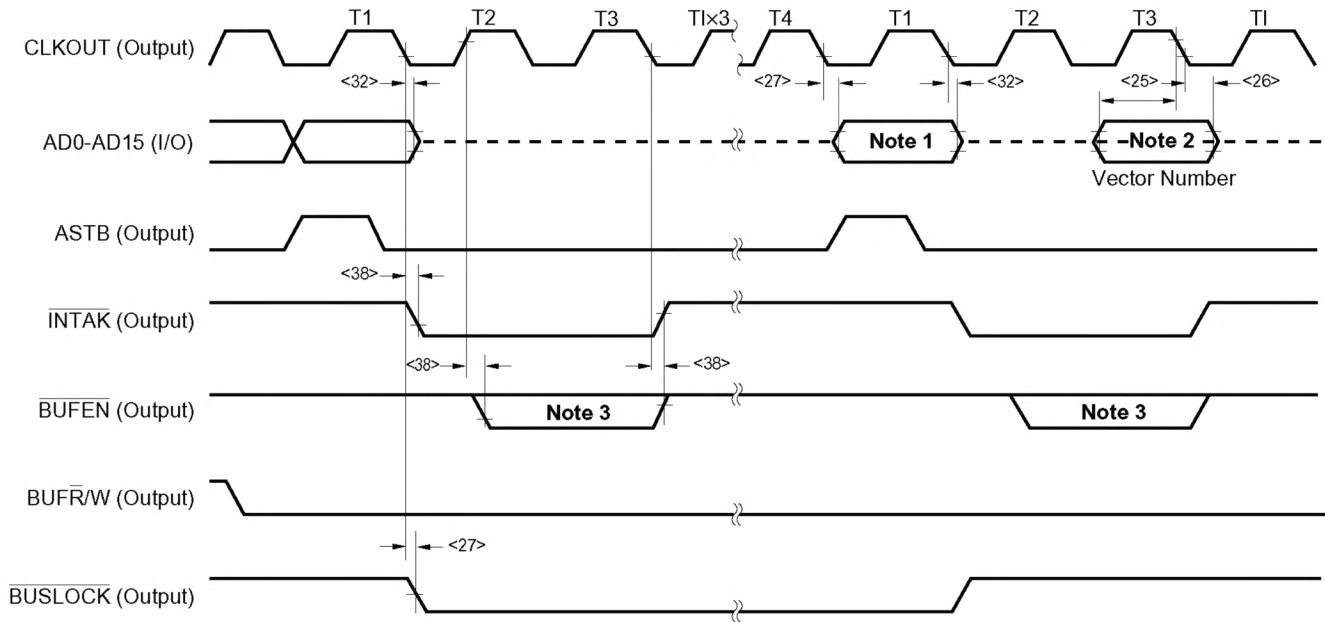 T1 T2 T3 TI×3 T4 T1 T2 T3 TI
CLKOUT (Output)
<32> <27> <32> <25> <26>
AD0-AD15 (I/O) Note 1 Note 2
Vector Number
ASTB (Output)
<38>
INTAK (Output)
<38> <38>
BUFEN (Output) Note 3 Note 3
BUFR/W (Output)
<27>
BUSLOCK (Output)